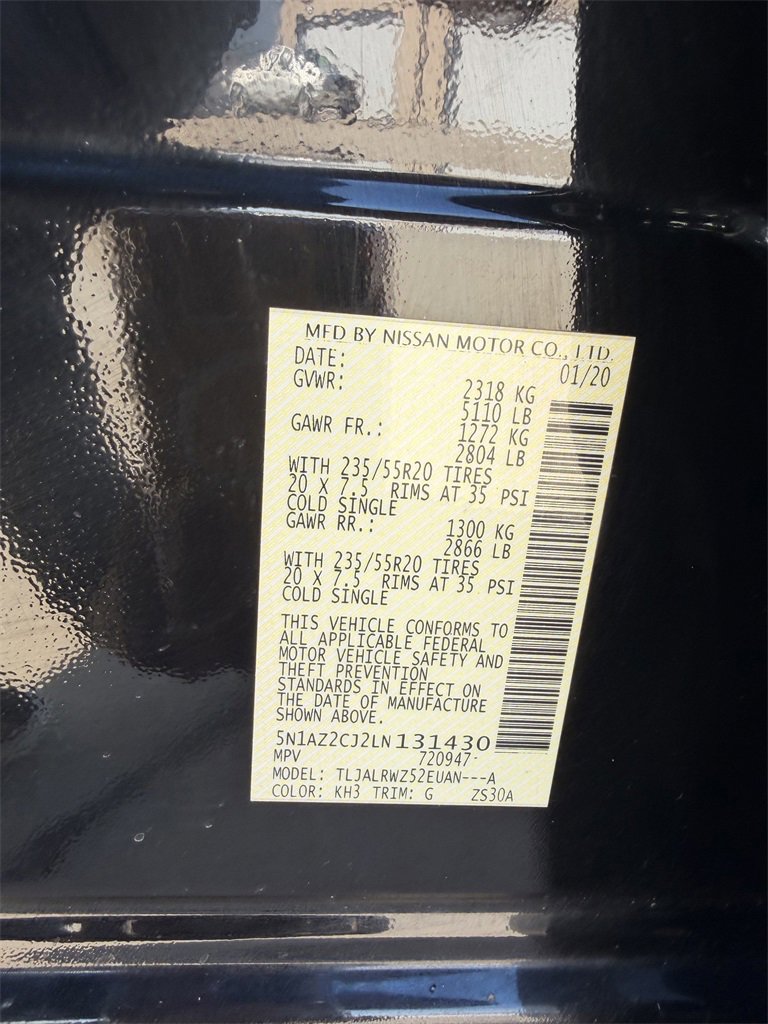 MFD BY NISSAN MOTOR CO., LTD.
DATE: 01/20
GVWR: 2318 KG
5110 LB
GAWR FR.: 1272 KG
2804 LB
WITH 235/55R20 TIRES
20 X 7.5 RIMS AT 35 PSI
COLD SINGLE
GAWR RR.: 1300 KG
2866 LB
WITH 235/55R20 TIRES
20 X 7.5 RIMS AT 35 PSI
COLD SINGLE
THIS VEHICLE CONFORMS TO
ALL APPLICABLE FEDERAL
MOTOR VEHICLE SAFETY AND
THEFT PREVENTION
STANDARDS IN EFFECT ON
THE DATE OF MANUFACTURE
SHOWN ABOVE.
5N1AZ2CJ2LN131430
MPV 720947-
MODEL: TLJALRWZ52EUAN---A
COLOR: KH3 TRIM: G ZS30A